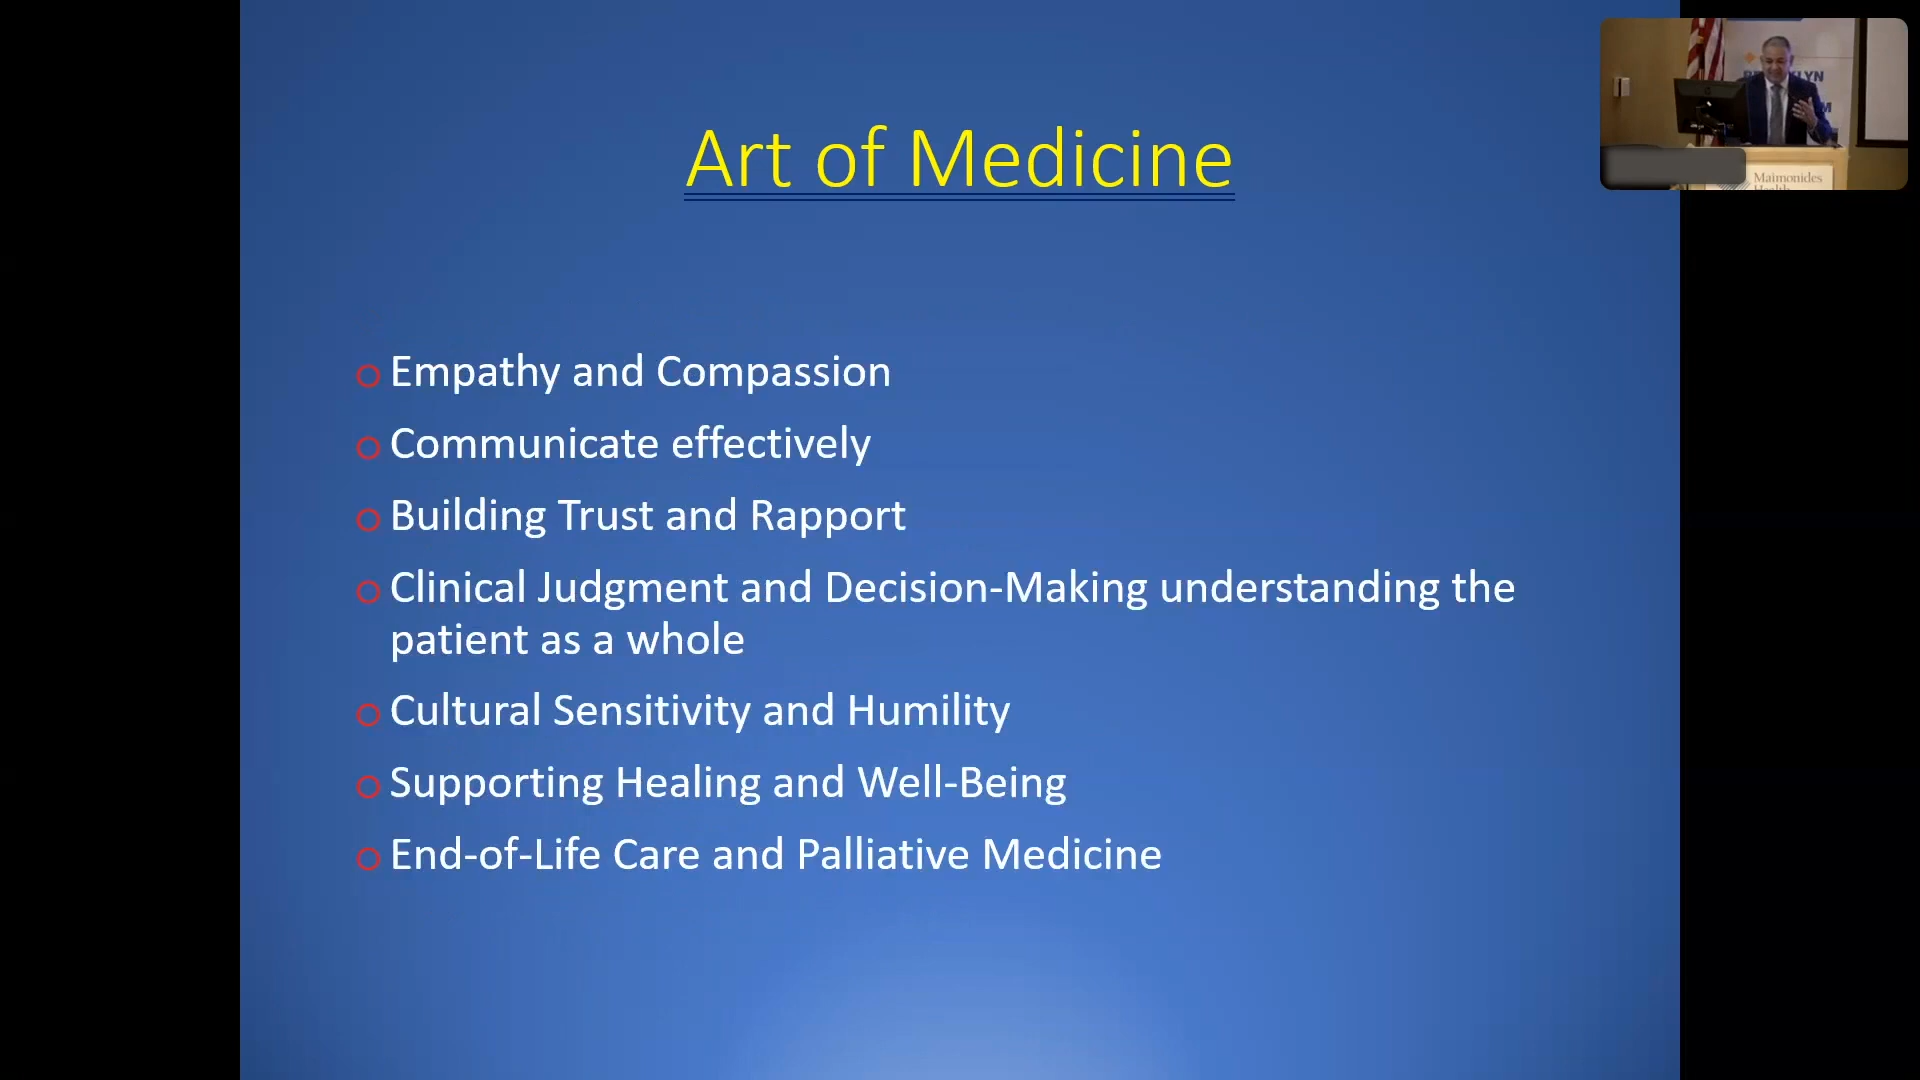 Art of Medicine
Empathy and Compassion
Communicate effectively
Building Trust and Rapport
Clinical Judgment and Decision-Making understanding the
patient as a whole
Cultural Sensitivity and Humility
Supporting Healing and Well-Being
End-of-Life Care and Palliative Medicine
Maimonides
Health